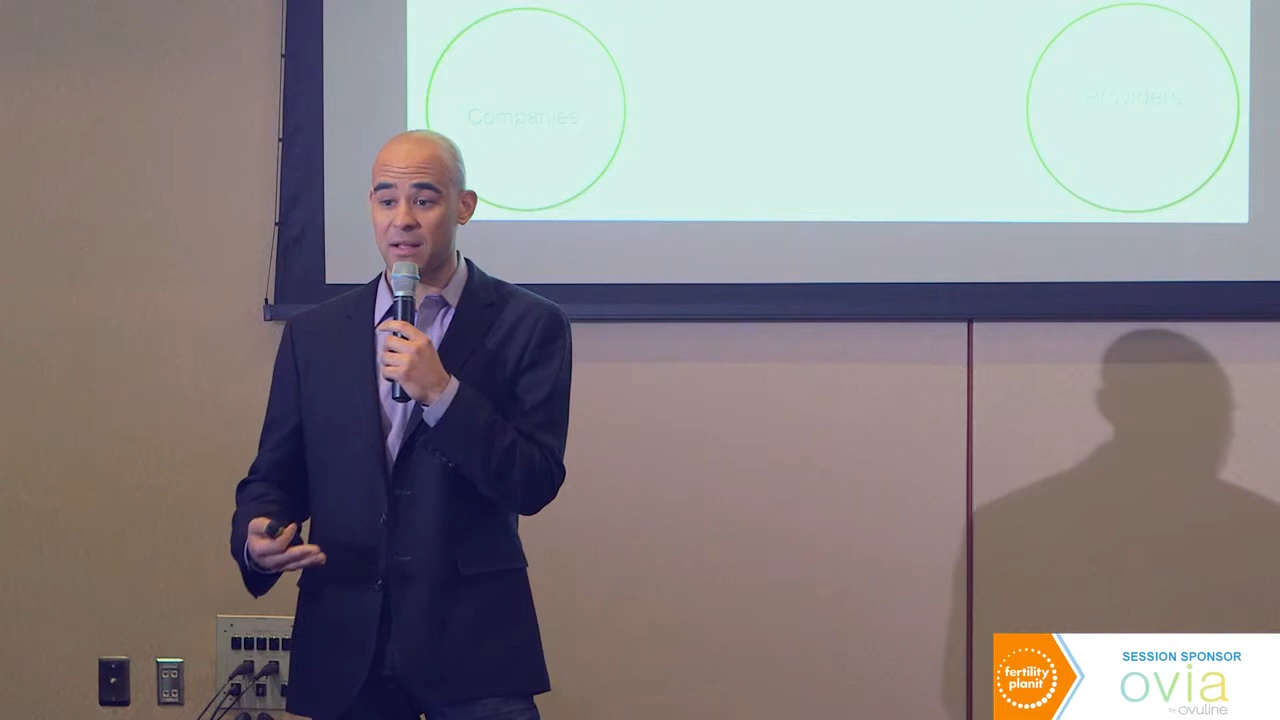 Companies
Providers
fertility
planit
SESSION SPONSOR
ovia
by ovuline